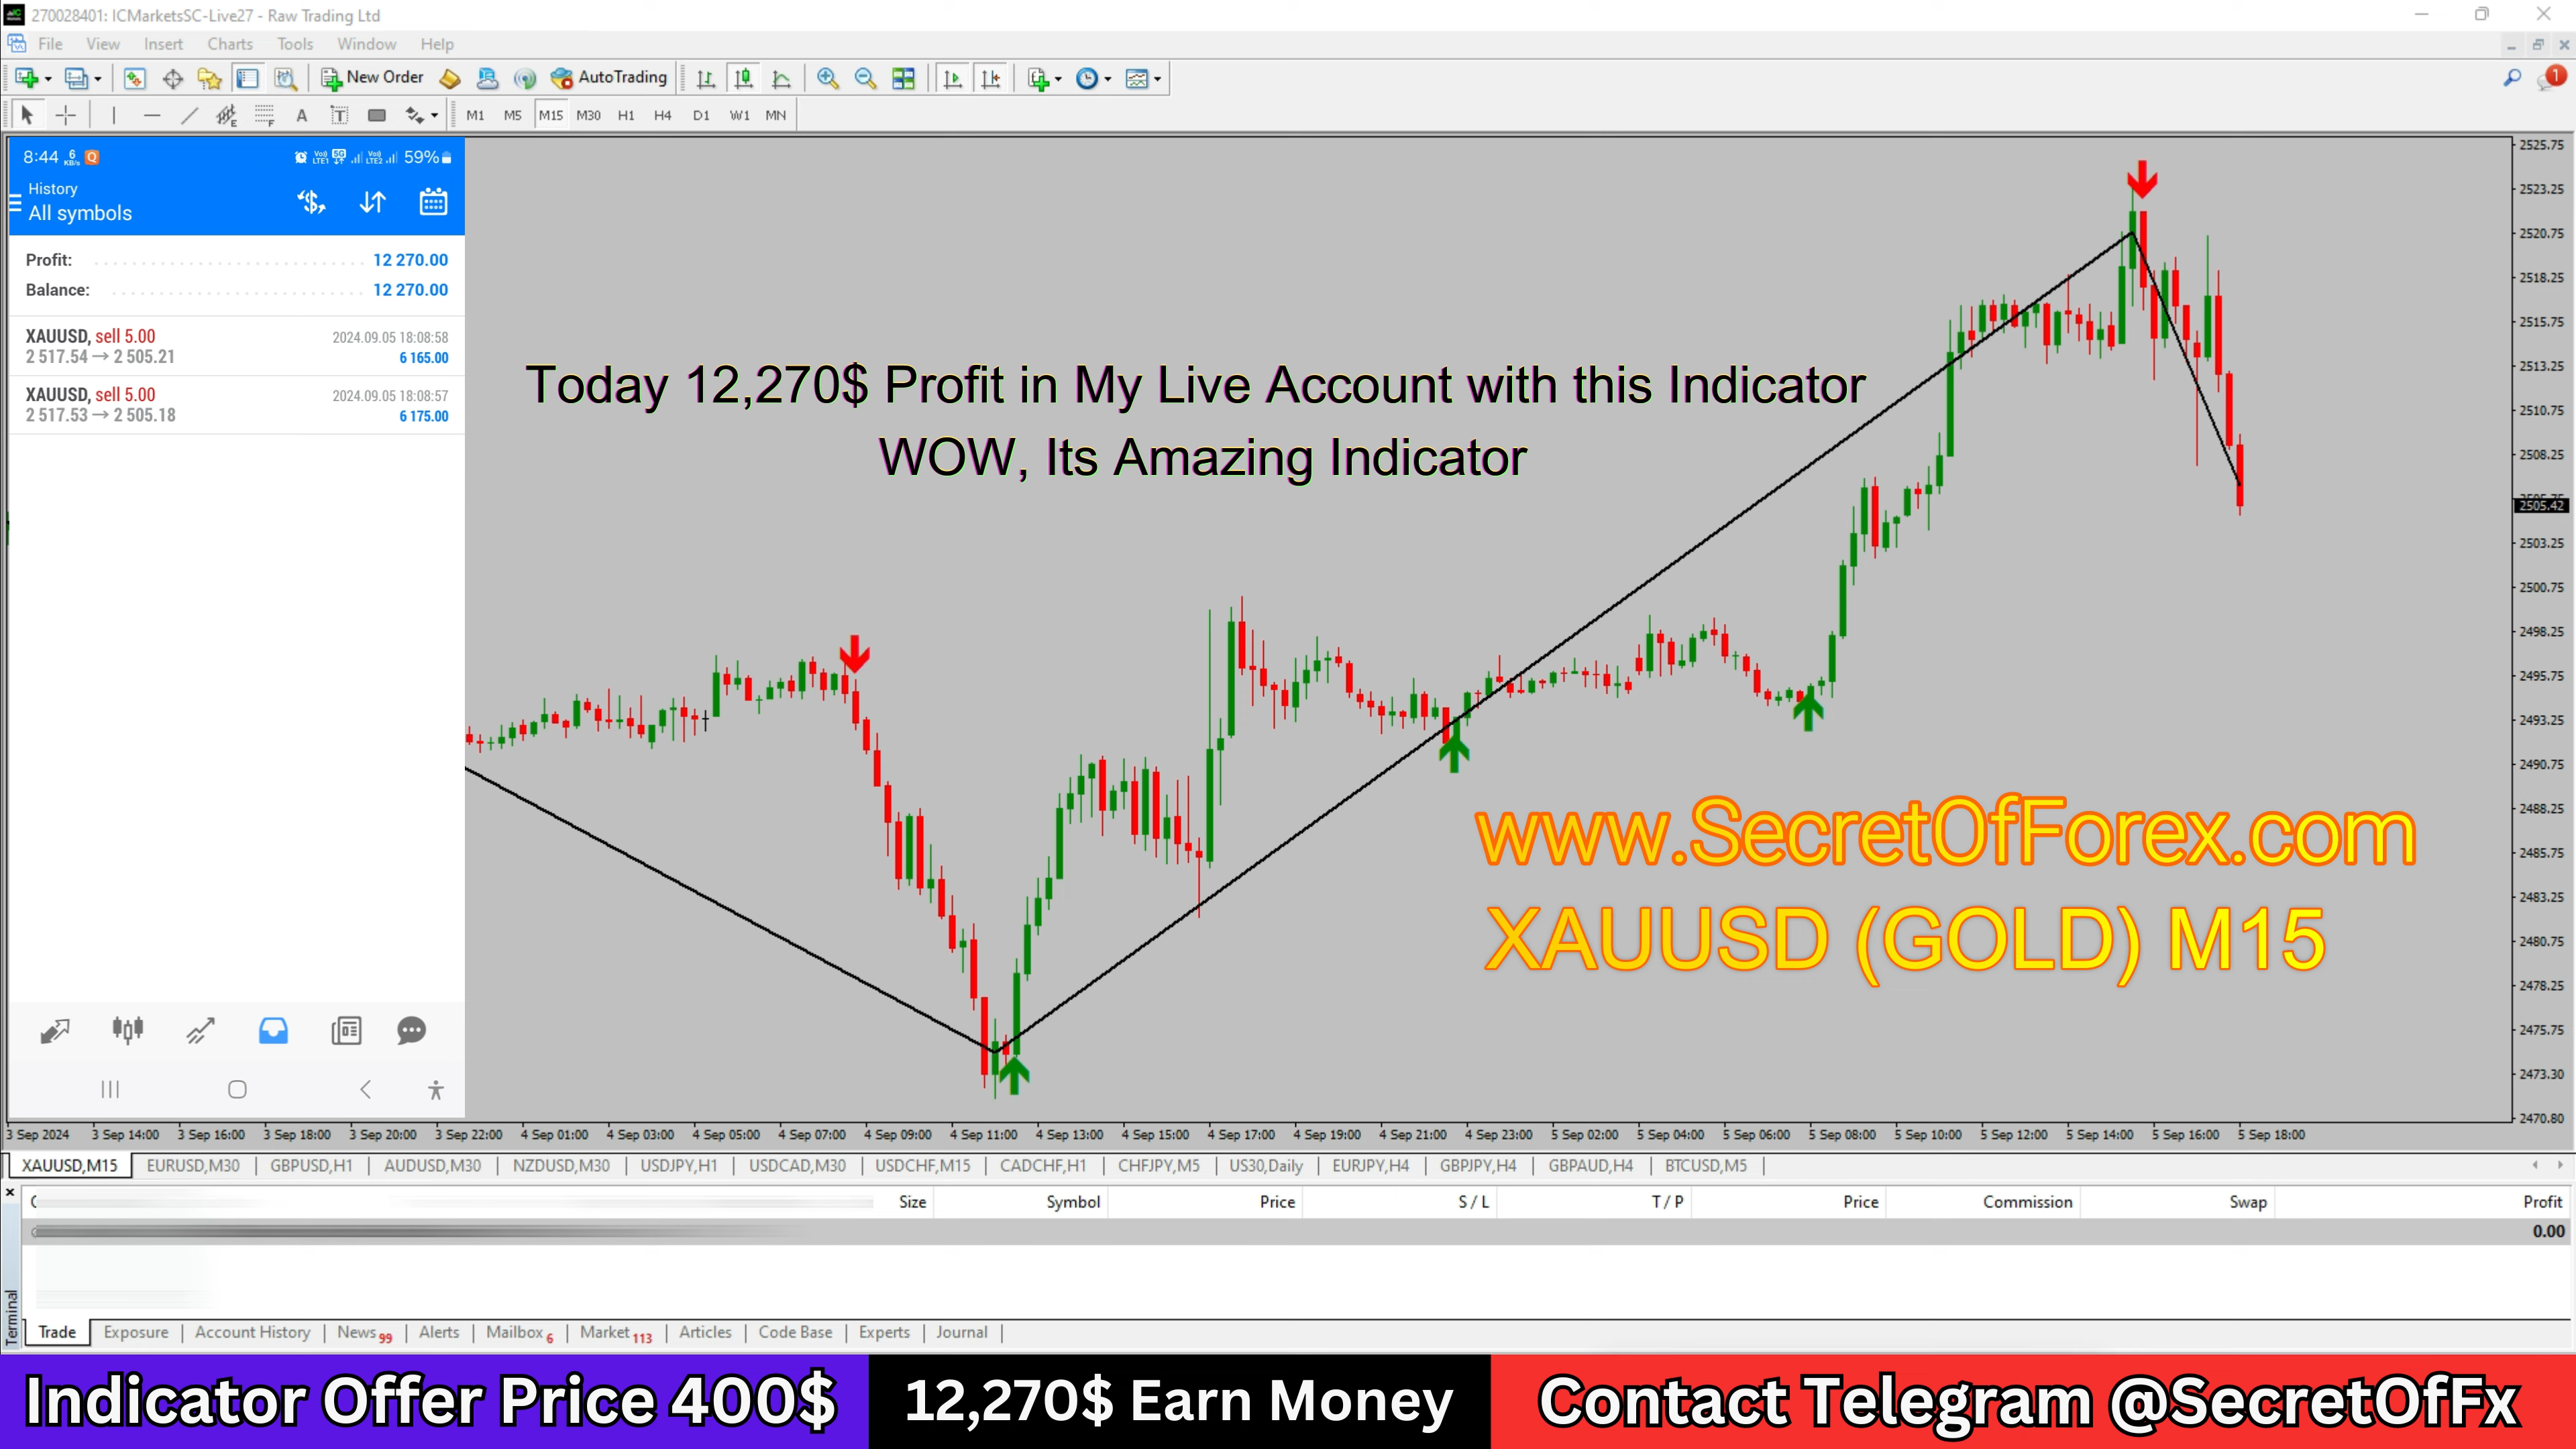 270028401: ICMarketsSC-Live27 - Raw Trading Ltd
File View Insert Charts Tools Window Help
New Order AutoTrading
1
A T M1 M5 M15 M30 H1 H4 D1 W1 MN
8:44 6 KB/s Q 59%
History
All symbols
Profit: 12 270.00
Balance: 12 270.00
XAUUSD, sell 5.00 2024.09.05 18:08:58
2 517.54 → 2 505.21 6 165.00
XAUUSD, sell 5.00 2024.09.05 18:08:57
2 517.53 → 2 505.18 6 175.00
Today 12,270$ Profit in My Live Account with this Indicator
WOW, Its Amazing Indicator
www.SecretOfForex.com
XAUUSD (GOLD) M15
2525.75
2523.25
2520.75
2518.25
2515.75
2513.25
2510.75
2508.25
2505.42
2503.25
2500.75
2498.25
2495.75
2493.25
2490.75
2488.25
2485.75
2483.25
2480.75
2478.25
2475.75
2473.30
2470.80
3 Sep 2024 3 Sep 14:00 3 Sep 16:00 3 Sep 18:00 3 Sep 20:00 3 Sep 22:00 4 Sep 01:00 4 Sep 03:00 4 Sep 05:00 4 Sep 07:00 4 Sep 09:00 4 Sep 11:00 4 Sep 13:00 4 Sep 15:00 4 Sep 17:00 4 Sep 19:00 4 Sep 21:00 4 Sep 23:00 5 Sep 02:00 5 Sep 04:00 5 Sep 06:00 5 Sep 08:00 5 Sep 10:00 5 Sep 12:00 5 Sep 14:00 5 Sep 16:00 5 Sep 18:00
XAUUSD,M15 EURUSD,M30 GBPUSD,H1 AUDUSD,M30 NZDUSD,M30 USDJPY,H1 USDCAD,M30 USDCHF,M15 CADCHF,H1 CHFJPY,M5 US30,Daily EURJPY,H4 GBPJPY,H4 GBPAUD,H4 BTCUSD,M5
Size Symbol Price S / L T / P Price Commission Swap Profit
0.00
Terminal
Trade Exposure Account History News 99 Alerts Mailbox 6 Market 113 Articles Code Base Experts Journal
Indicator Offer Price 400$ 12,270$ Earn Money Contact Telegram @SecretOfFx